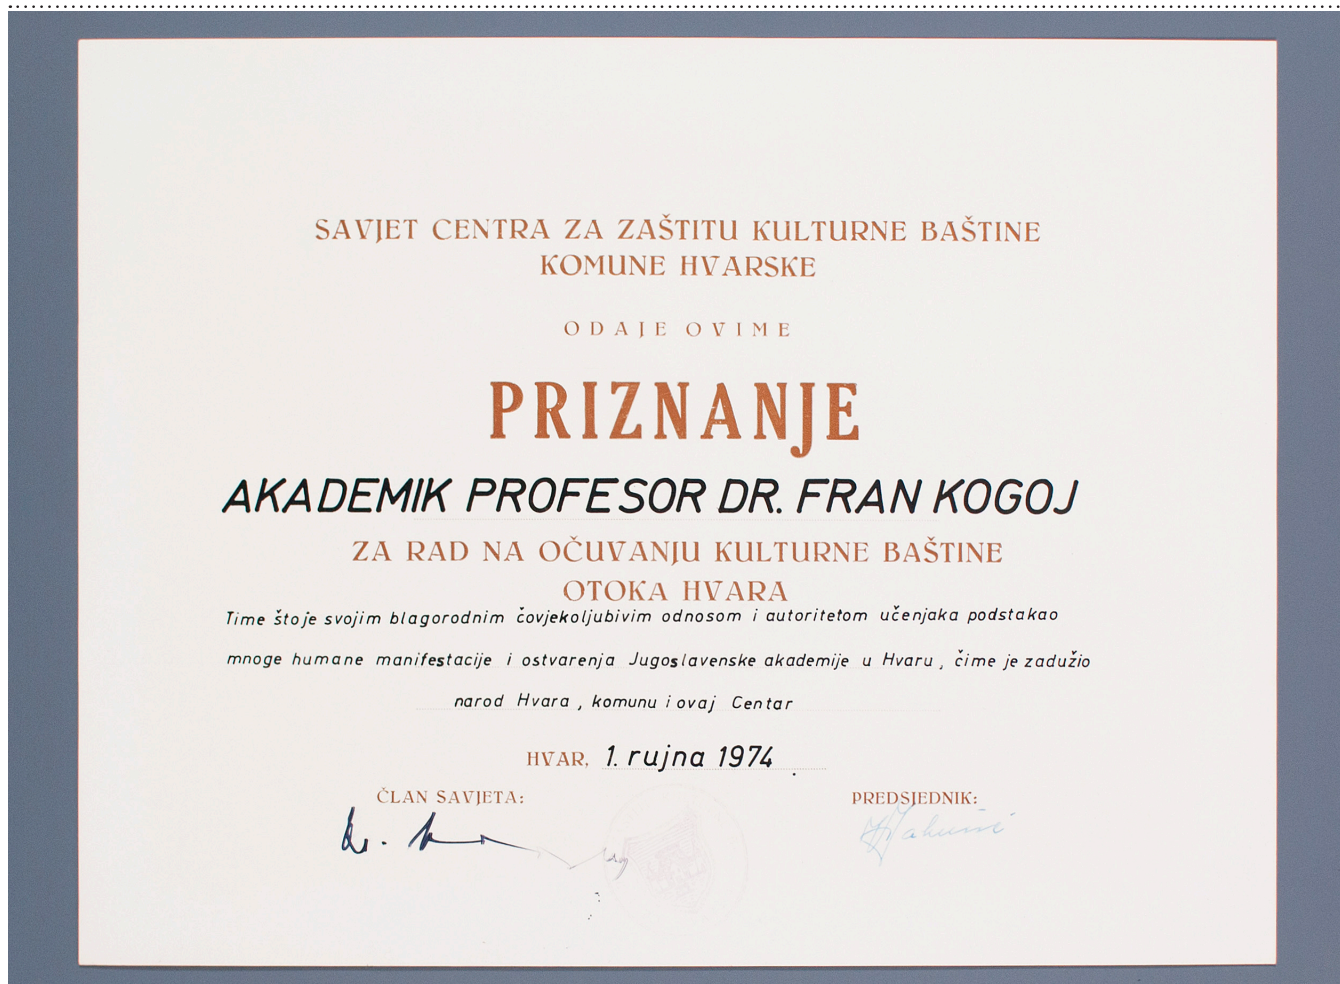 SAVJET CENTRA ZA ZAŠTITU KULTURNE BAŠTINE
KOMUNE HVARSKE
ODAJE OVIME
PRIZNANJE
AKADEMIK PROFESOR DR. FRAN KOGOJ
ZA RAD NA OČUVANJU KULTURNE BAŠTINE
OTOKA HVARA
Time što je svojim blagorodnim čovjekoljubivim odnosom i autoritetom učenjaka podstakao
mnoge humane manifestacije i ostvarenja Jugoslavenske akademije u Hvaru, čime je zadužio
narod Hvara, komunu i ovaj Centar
HVAR, 1. rujna 1974
ČLAN SAVJETA: PREDSJEDNIK: